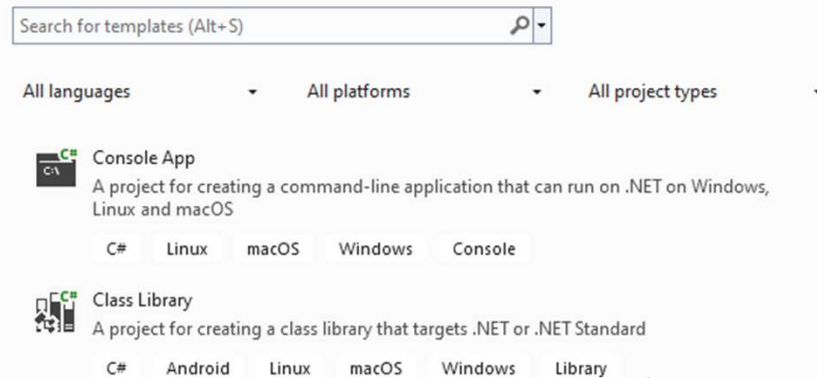 Search for templates (Alt+S)
All languages All platforms All project types
C#
C:\
Console App
A project for creating a command-line application that can run on .NET on Windows,
Linux and macOS
C# Linux macOS Windows Console
C#
Class Library
A project for creating a class library that targets .NET or .NET Standard
C# Android Linux macOS Windows Library